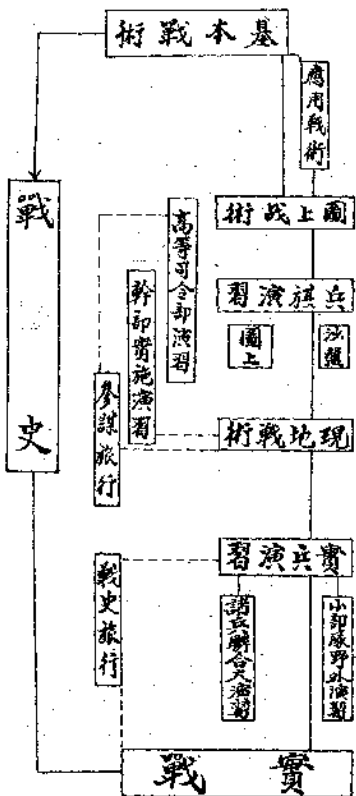 基本戰術
應用戰術
圖上战術
兵旗演習
沙盤
圖上
高等司令部演習
幹部實施演習
參謀旅行
現地戰術
實兵演習
小部隊野外演習
諸兵聯合大演習
戰史旅行
戰史
實戰